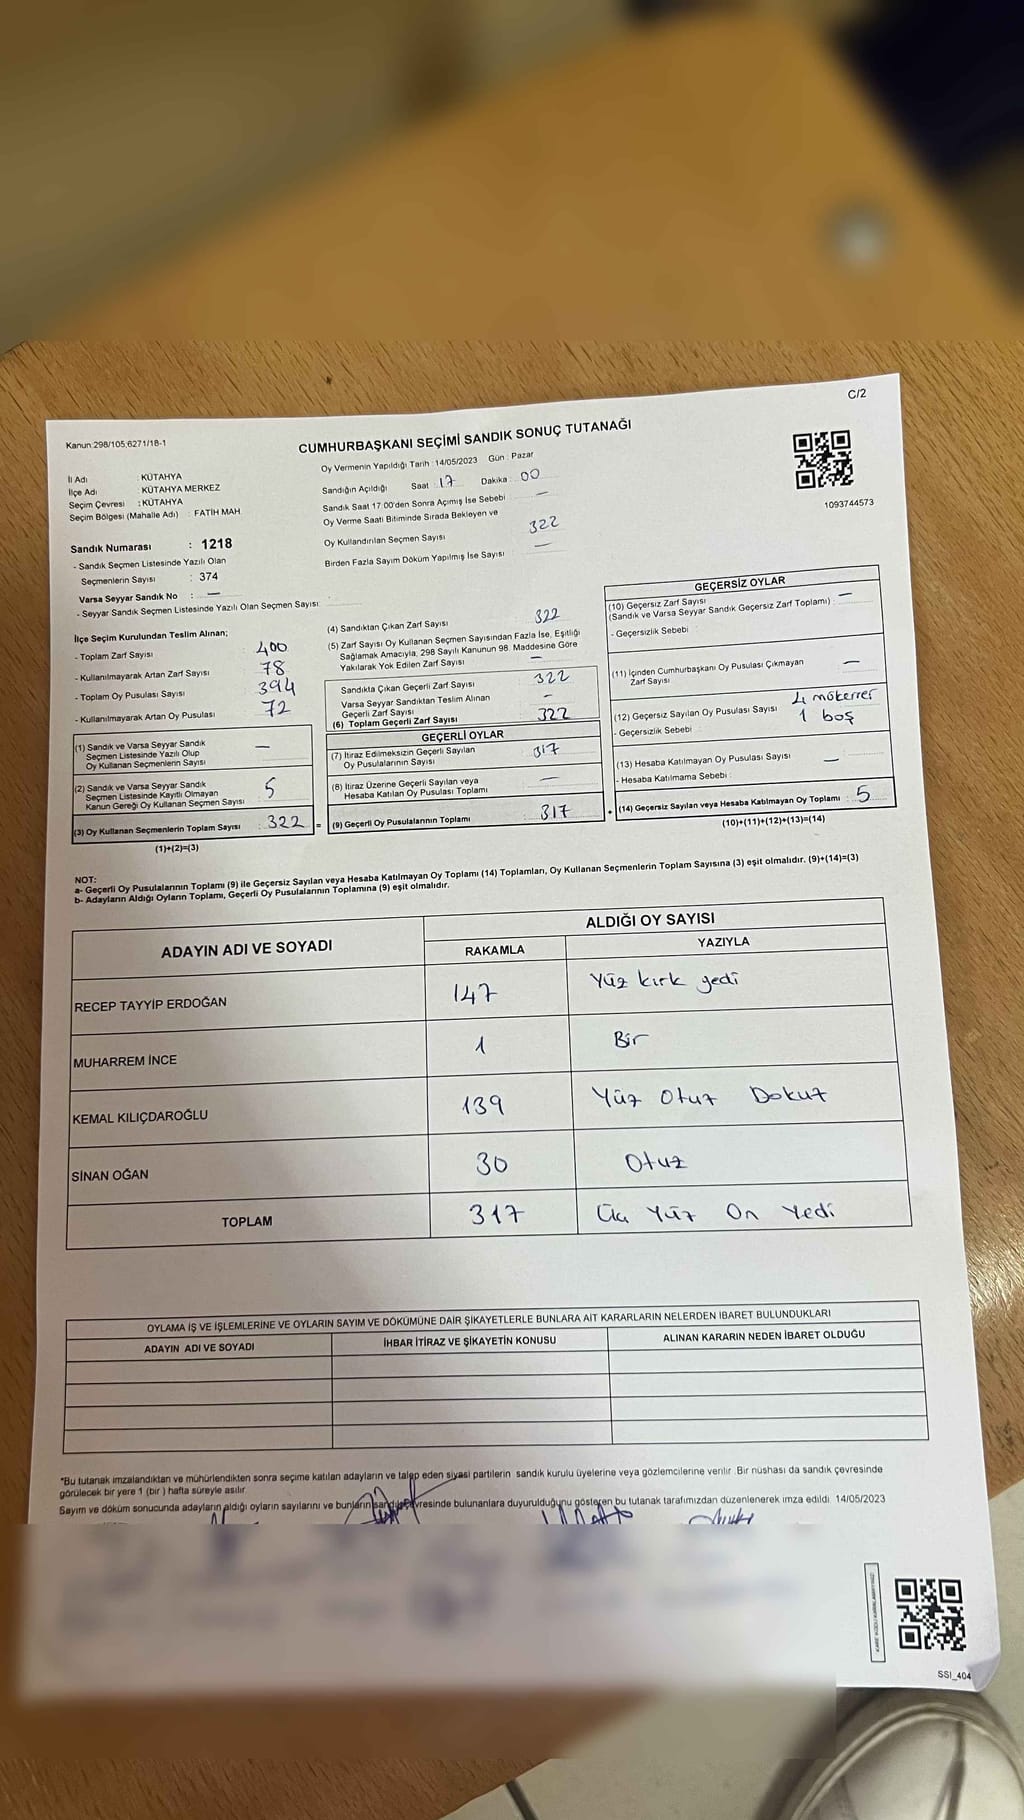 C/2
Kanun:298/105;6271/18-1
CUMHURBAŞKANI SEÇİMİ SANDIK SONUÇ TUTANAĞI
İl Adı : KÜTAHYA
İlçe Adı : KÜTAHYA MERKEZ
Seçim Çevresi : KÜTAHYA
Seçim Bölgesi (Mahalle Adı) : FATİH MAH.
Oy Vermenin Yapıldığı Tarih :14/05/2023 Gün : Pazar
Sandığın Açıldığı Saat : 17 Dakika : 00
Sandık Saat 17:00'den Sonra Açımış İse Sebebi : —
Oy Verme Saati Bitiminde Sırada Bekleyen ve
Oy Kullandırılan Seçmen Sayısı 322
Birden Fazla Sayım Döküm Yapılmış İse Sayısı —
1093744573
Sandık Numarası : 1218
- Sandık Seçmen Listesinde Yazılı Olan
Seçmenlerin Sayısı : 374
Varsa Seyyar Sandık No : —
- Seyyar Sandık Seçmen Listesinde Yazılı Olan Seçmen Sayısı:
İlçe Seçim Kurulundan Teslim Alınan;
- Toplam Zarf Sayısı 400
- Kullanılmayarak Artan Zarf Sayısı 78
- Toplam Oy Pusulası Sayısı 394
- Kullanılmayarak Artan Oy Pusulası 72
(1) Sandık ve Varsa Seyyar Sandık
Seçmen Listesinde Yazılı Olup
Oy Kullanan Seçmenlerin Sayısı —
(2) Sandık ve Varsa Seyyar Sandık
Seçmen Listesinde Kayıtlı Olmayan
Kanun Gereği Oy Kullanan Seçmen Sayısı 5
(3) Oy Kullanan Seçmenlerin Toplam Sayısı : 322 =
(1)+(2)=(3)
(4) Sandıktan Çıkan Zarf Sayısı 322
(5) Zarf Sayısı Oy Kullanan Seçmen Sayısından Fazla İse, Eşitliği
Sağlamak Amacıyla, 298 Sayılı Kanunun 98. Maddesine Göre
Yakılarak Yok Edilen Zarf Sayısı —
Sandıkta Çıkan Geçerli Zarf Sayısı 322
Varsa Seyyar Sandıktan Teslim Alınan
Geçerli Zarf Sayısı —
(6) Toplam Geçerli Zarf Sayısı 322
GEÇERLİ OYLAR
(7) İtiraz Edilmeksizin Geçerli Sayılan
Oy Pusulalarının Sayısı 317
(8) İtiraz Üzerine Geçerli Sayılan veya
Hesaba Katılan Oy Pusulası Toplamı —
(9) Geçerli Oy Pusulalarının Toplamı 317 +
GEÇERSİZ OYLAR
(10) Geçersiz Zarf Sayısı
(Sandık ve Varsa Seyyar Sandık Geçersiz Zarf Toplamı) : —
- Geçersizlik Sebebi :
(11) İçinden Cumhurbaşkanı Oy Pusulası Çıkmayan
Zarf Sayısı —
(12) Geçersiz Sayılan Oy Pusulası Sayısı 4 mükerrer
- Geçersizlik Sebebi : 1 boş
(13) Hesaba Katılmayan Oy Pusulası Sayısı —
- Hesaba Katılmama Sebebi :
(14) Geçersiz Sayılan veya Hesaba Katılmayan Oy Toplamı : 5
(10)+(11)+(12)+(13)=(14)
NOT:
a- Geçerli Oy Pusulalarının Toplamı (9) ile Geçersiz Sayılan veya Hesaba Katılmayan Oy Toplamı (14) Toplamları, Oy Kullanan Seçmenlerin Toplam Sayısına (3) eşit olmalıdır. (9)+(14)=(3)
b- Adayların Aldığı Oyların Toplamı, Geçerli Oy Pusulalarının Toplamına (9) eşit olmalıdır.
ADAYIN ADI VE SOYADI ALDIĞI OY SAYISI
RAKAMLA YAZIYLA
RECEP TAYYİP ERDOĞAN 147 Yüz kırk yedi
MUHARREM İNCE 1 Bir
KEMAL KILIÇDAROĞLU 139 Yüz Otuz Dokuz
SİNAN OĞAN 30 Otuz
TOPLAM 317 Üç Yüz On Yedi
OYLAMA İŞ VE İŞLEMLERİNE VE OYLARIN SAYIM VE DÖKÜMÜNE DAİR ŞİKAYETLERLE BUNLARA AİT KARARLARIN NELERDEN İBARET BULUNDUKLARI
ADAYIN ADI VE SOYADI İHBAR İTİRAZ VE ŞİKAYETİN KONUSU ALINAN KARARIN NEDEN İBARET OLDUĞU
*Bu tutanak imzalandıktan ve mühürlendikten sonra seçime katılan adayların ve talep eden siyasi partilerin sandık kurulu üyelerine veya gözlemcilerine verilir. Bir nüshası da sandık çevresinde
görülecek bir yere 1 (bir) hafta süreyle asılır.
Sayım ve döküm sonucunda adayların aldığı oyların sayılarını ve bunların sandık çevresinde bulunanlara duyurulduğunu gösteren bu tutanak tarafımızdan düzenlenerek imza edildi. 14/05/2023
SSI_404